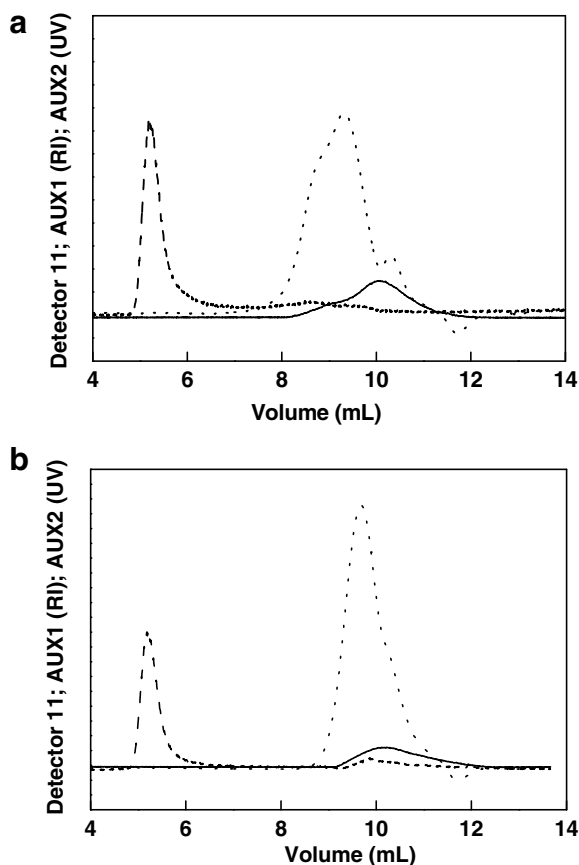 a
Detector 11; AUX1 (RI); AUX2 (UV)
4 6 8 10 12 14
Volume (mL)
b
Detector 11; AUX1 (RI); AUX2 (UV)
4 6 8 10 12 14
Volume (mL)